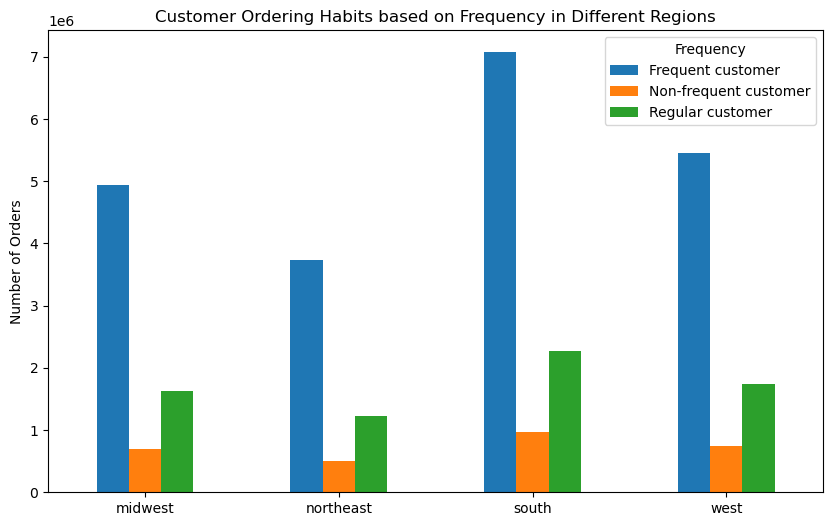 Customer Ordering Habits based on Frequency in Different Regions
1e6
Frequency
Frequent customer
Non-frequent customer
Regular customer
Number of Orders
7
6
5
4
3
2
1
0
midwest northeast south west